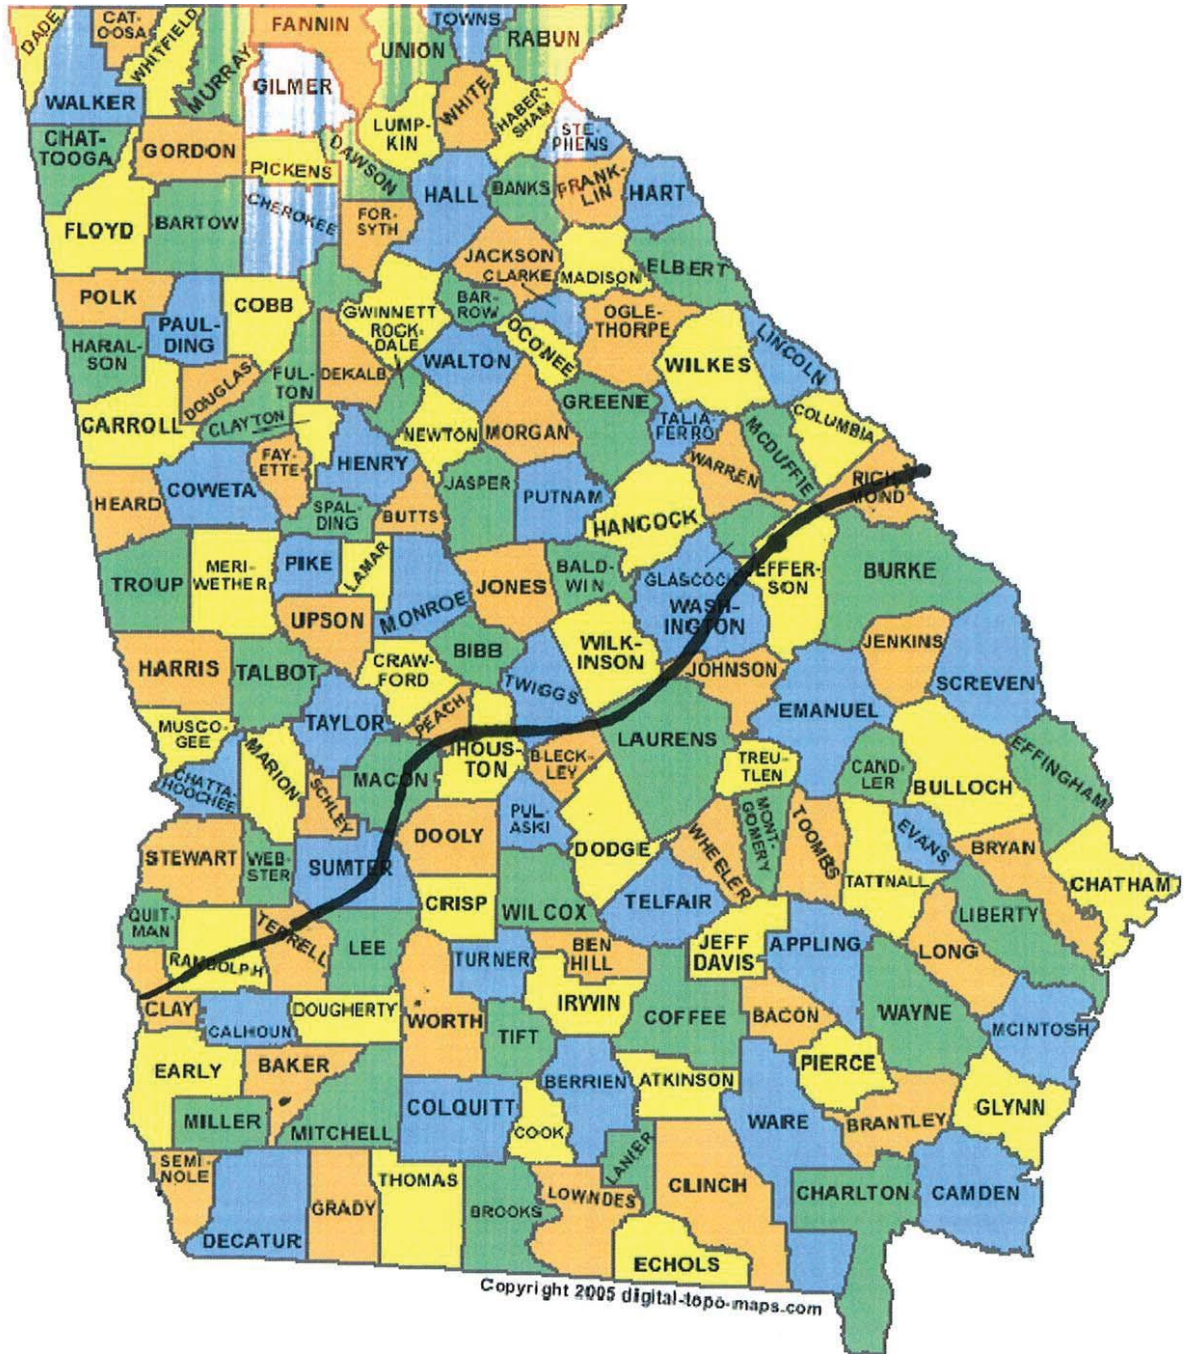 DADE
CAT-
OOSA
WHITFIELD
MURRAY
FANNIN
UNION
TOWNS
RABUN
WALKER
GILMER
LUMP-
KIN
WHITE
HABER-
SHAM
STE-
PHENS
CHAT-
TOOGA
GORDON
PICKENS
DAWSON
HALL
BANKS
FRANK-
LIN
HART
FLOYD
BARTOW
CHEROKEE
FOR-
SYTH
JACKSON
CLARKE
MADISON
ELBERT
POLK
PAUL-
DING
COBB
GWINNETT
ROCK-
DALE
BAR-
ROW
OCONEE
OGLE-
THORPE
HARAL-
SON
DOUGLAS
FUL-
TON
DEKALB
WALTON
WILKES
LINCOLN
CARROLL
CLAYTON
NEWTON
MORGAN
GREENE
TALIA-
FERRO
MCDUFFIE
COLUMBIA
HEARD
COWETA
FAY-
ETTE
HENRY
SPAL-
DING
BUTTS
JASPER
PUTNAM
HANCOCK
WARREN
RICH-
MOND
TROUP
MERI-
WETHER
PIKE
LAMAR
MONROE
JONES
BALD-
WIN
GLASCOCK
WASH-
INGTON
JEFFER-
SON
BURKE
UPSON
HARRIS
TALBOT
CRAW-
FORD
BIBB
TWIGGS
WILK-
INSON
JOHNSON
JENKINS
SCREVEN
MUSCO-
GEE
TAYLOR
PEACH
EMANUEL
CHATTA-
HOOCHEE
MARION
SCHLEY
MACON
HOUS-
TON
BLECK-
LEY
LAURENS
TREU-
TLEN
CAND-
LER
BULLOCH
EFFINGHAM
STEWART
WEB-
STER
SUMTER
DOOLY
PUL-
ASKI
DODGE
WHEELER
MONT-
GOMERY
TOOMBS
TATTNALL
EVANS
BRYAN
CHATHAM
QUIT-
MAN
RANDOLPH
TERRELL
LEE
CRISP
WILCOX
TELFAIR
JEFF
DAVIS
APPLING
LONG
LIBERTY
CLAY
CALHOUN
DOUGHERTY
WORTH
TURNER
BEN
HILL
IRWIN
COFFEE
BACON
WAYNE
MCINTOSH
EARLY
BAKER
TIFT
BERRIEN
ATKINSON
PIERCE
MILLER
MITCHELL
COLQUITT
COOK
LANIER
WARE
BRANTLEY
GLYNN
SEMI-
NOLE
DECATUR
GRADY
THOMAS
BROOKS
LOWNDES
CLINCH
ECHOLS
CHARLTON
CAMDEN
Copyright 2005 digital-topo-maps.com